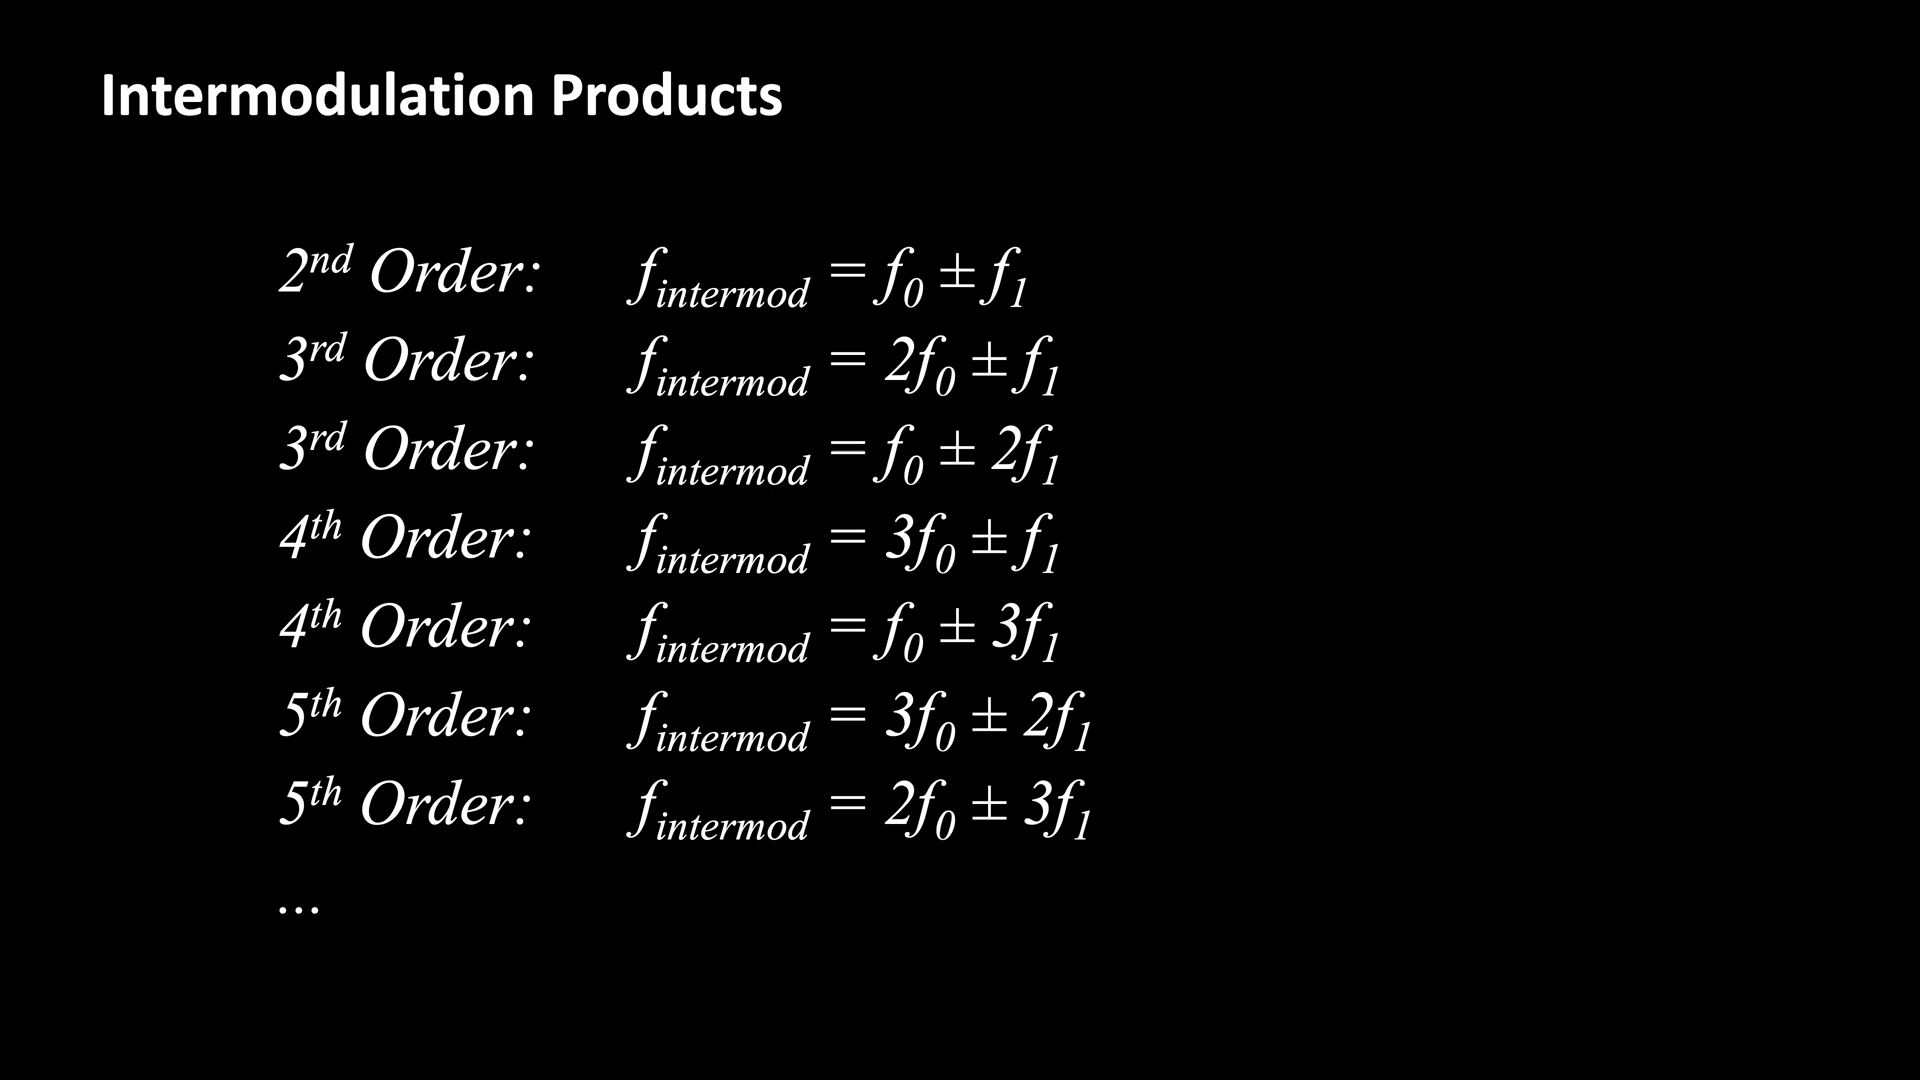 Intermodulation Products
2nd Order: fintermod = f0 ± f1
3rd Order: fintermod = 2f0 ± f1
3rd Order: fintermod = f0 ± 2f1
4th Order: fintermod = 3f0 ± f1
4th Order: fintermod = f0 ± 3f1
5th Order: fintermod = 3f0 ± 2f1
5th Order: fintermod = 2f0 ± 3f1
...